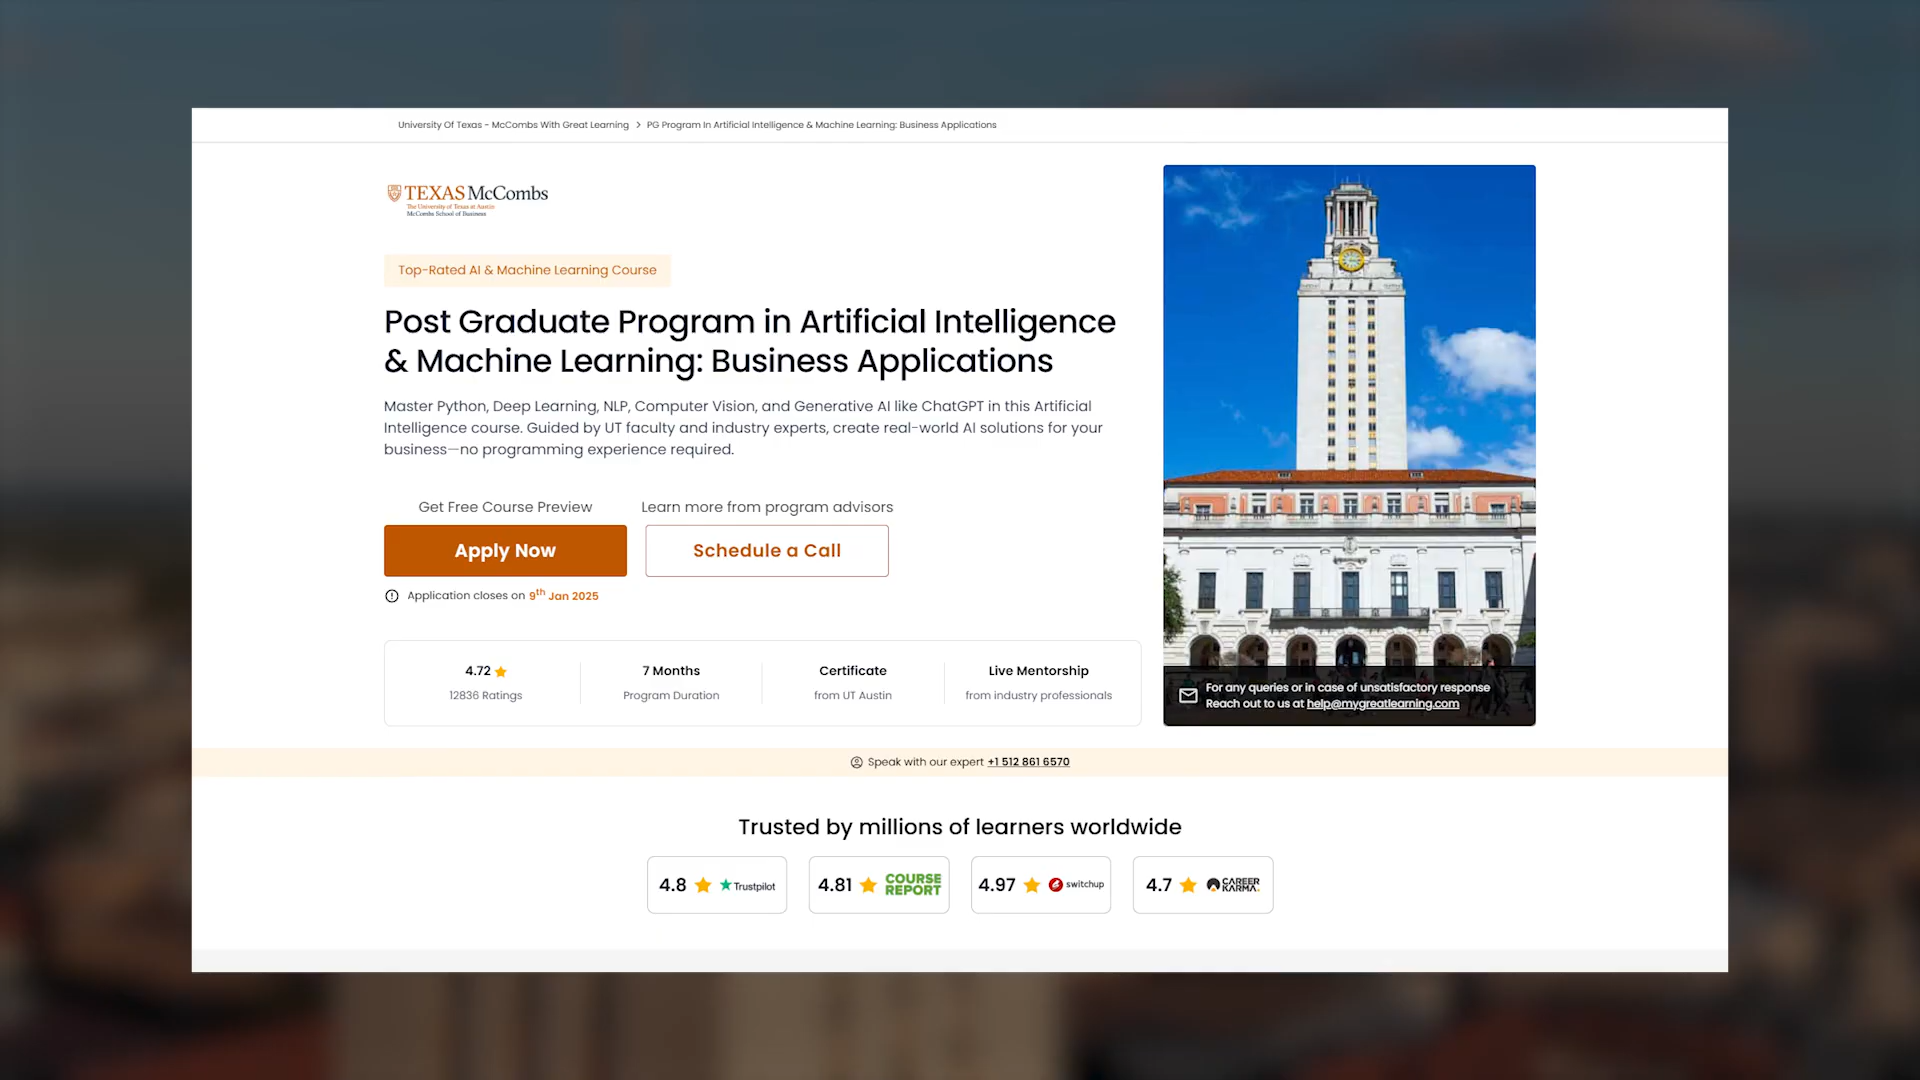 University Of Texas - McCombs With Great Learning > PG Program In Artificial Intelligence & Machine Learning: Business Applications
TEXAS McCombs
The University of Texas at Austin
McCombs School of Business
Top-Rated AI & Machine Learning Course
Post Graduate Program in Artificial Intelligence
& Machine Learning: Business Applications
Master Python, Deep Learning, NLP, Computer Vision, and Generative AI like ChatGPT in this Artificial
Intelligence course. Guided by UT faculty and industry experts, create real-world AI solutions for your
business—no programming experience required.
Get Free Course Preview
Learn more from program advisors
Apply Now
Schedule a Call
Application closes on 9th Jan 2025
4.72
12836 Ratings
7 Months
Program Duration
Certificate
from UT Austin
Live Mentorship
from industry professionals
For any queries or in case of unsatisfactory response
Reach out to us at help@mygreatlearning.com
Speak with our expert +1 512 861 6570
Trusted by millions of learners worldwide
4.8 Trustpilot
4.81 COURSE REPORT
4.97 switchup
4.7 CAREER KARMA.